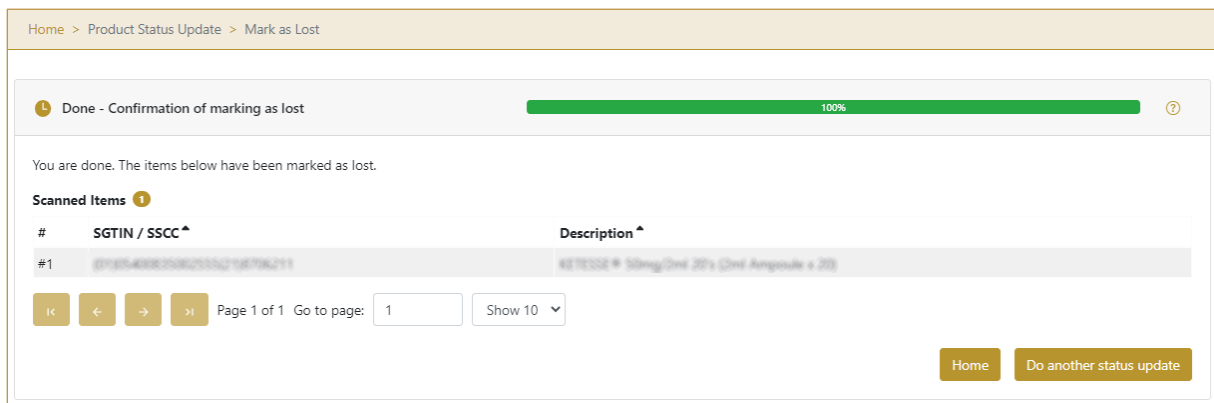 Home > Product Status Update > Mark as Lost
Done - Confirmation of marking as lost 100%
You are done. The items below have been marked as lost.
Scanned Items 1
# SGTIN / SSCC Description
#1
Page 1 of 1 Go to page: 1 Show 10
Home Do another status update